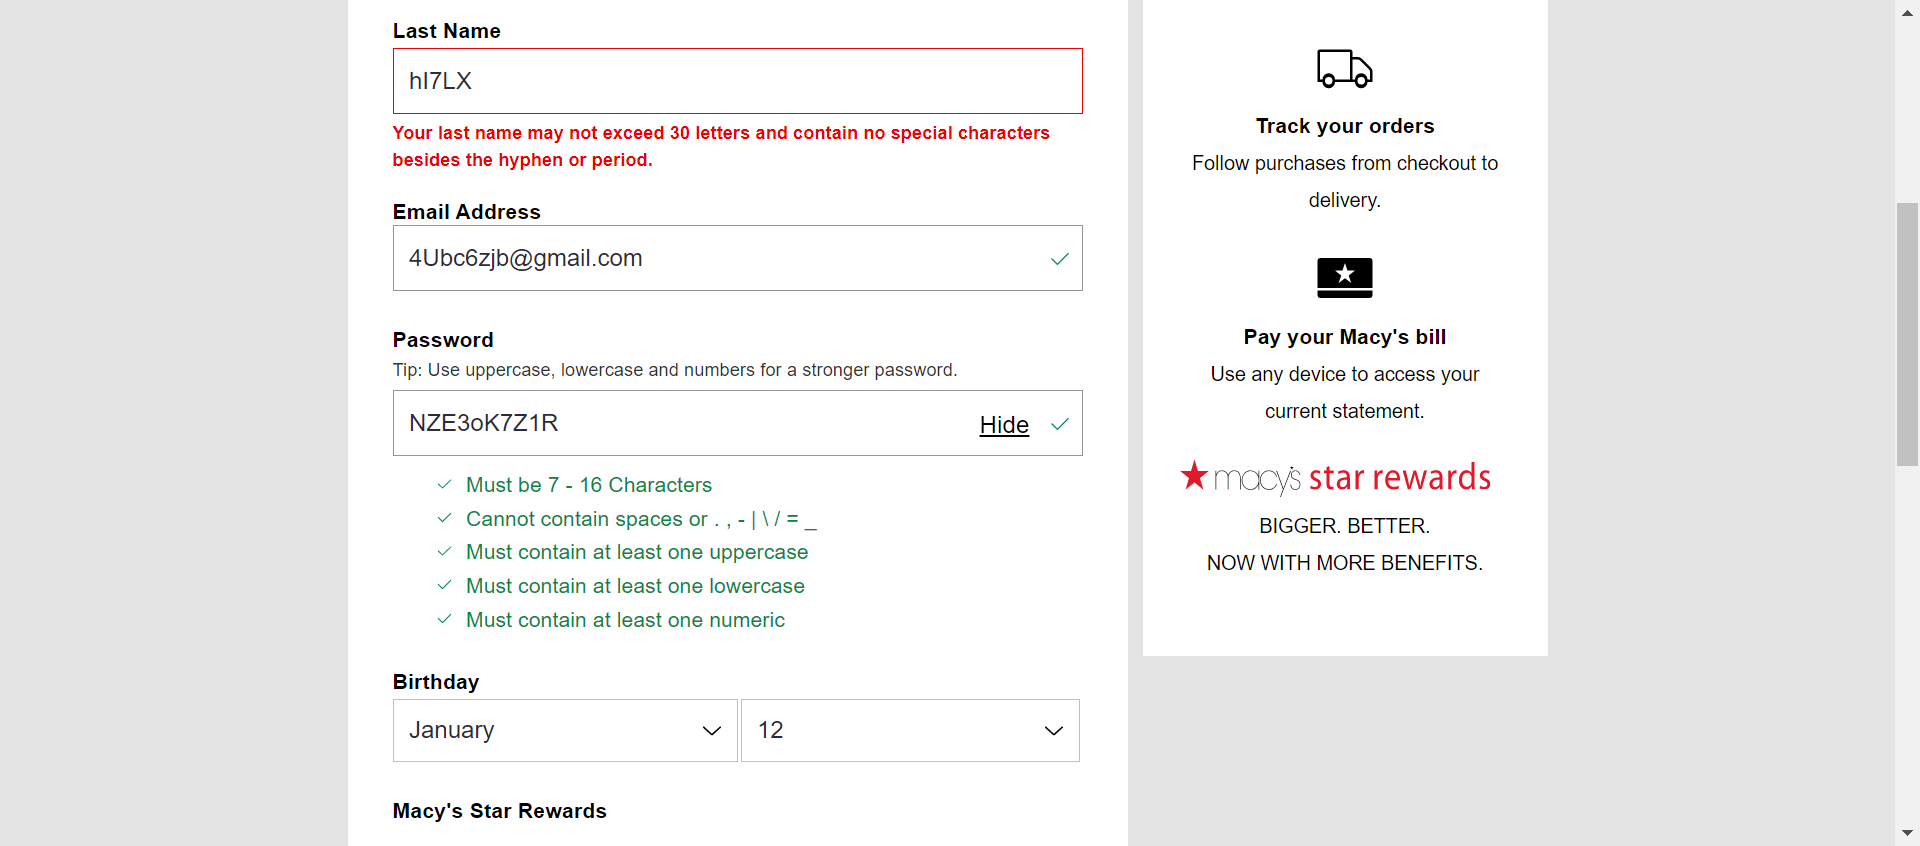 Last Name
hI7LX
Your last name may not exceed 30 letters and contain no special characters
besides the hyphen or period.
Email Address
4Ubc6zjb@gmail.com
Password
Tip: Use uppercase, lowercase and numbers for a stronger password.
NZE3oK7Z1R Hide
Must be 7 - 16 Characters
Cannot contain spaces or . , - | \ / = _
Must contain at least one uppercase
Must contain at least one lowercase
Must contain at least one numeric
Birthday
January 12
Macy's Star Rewards
Track your orders
Follow purchases from checkout to
delivery.
Pay your Macy's bill
Use any device to access your
current statement.
macy's star rewards
BIGGER. BETTER.
NOW WITH MORE BENEFITS.